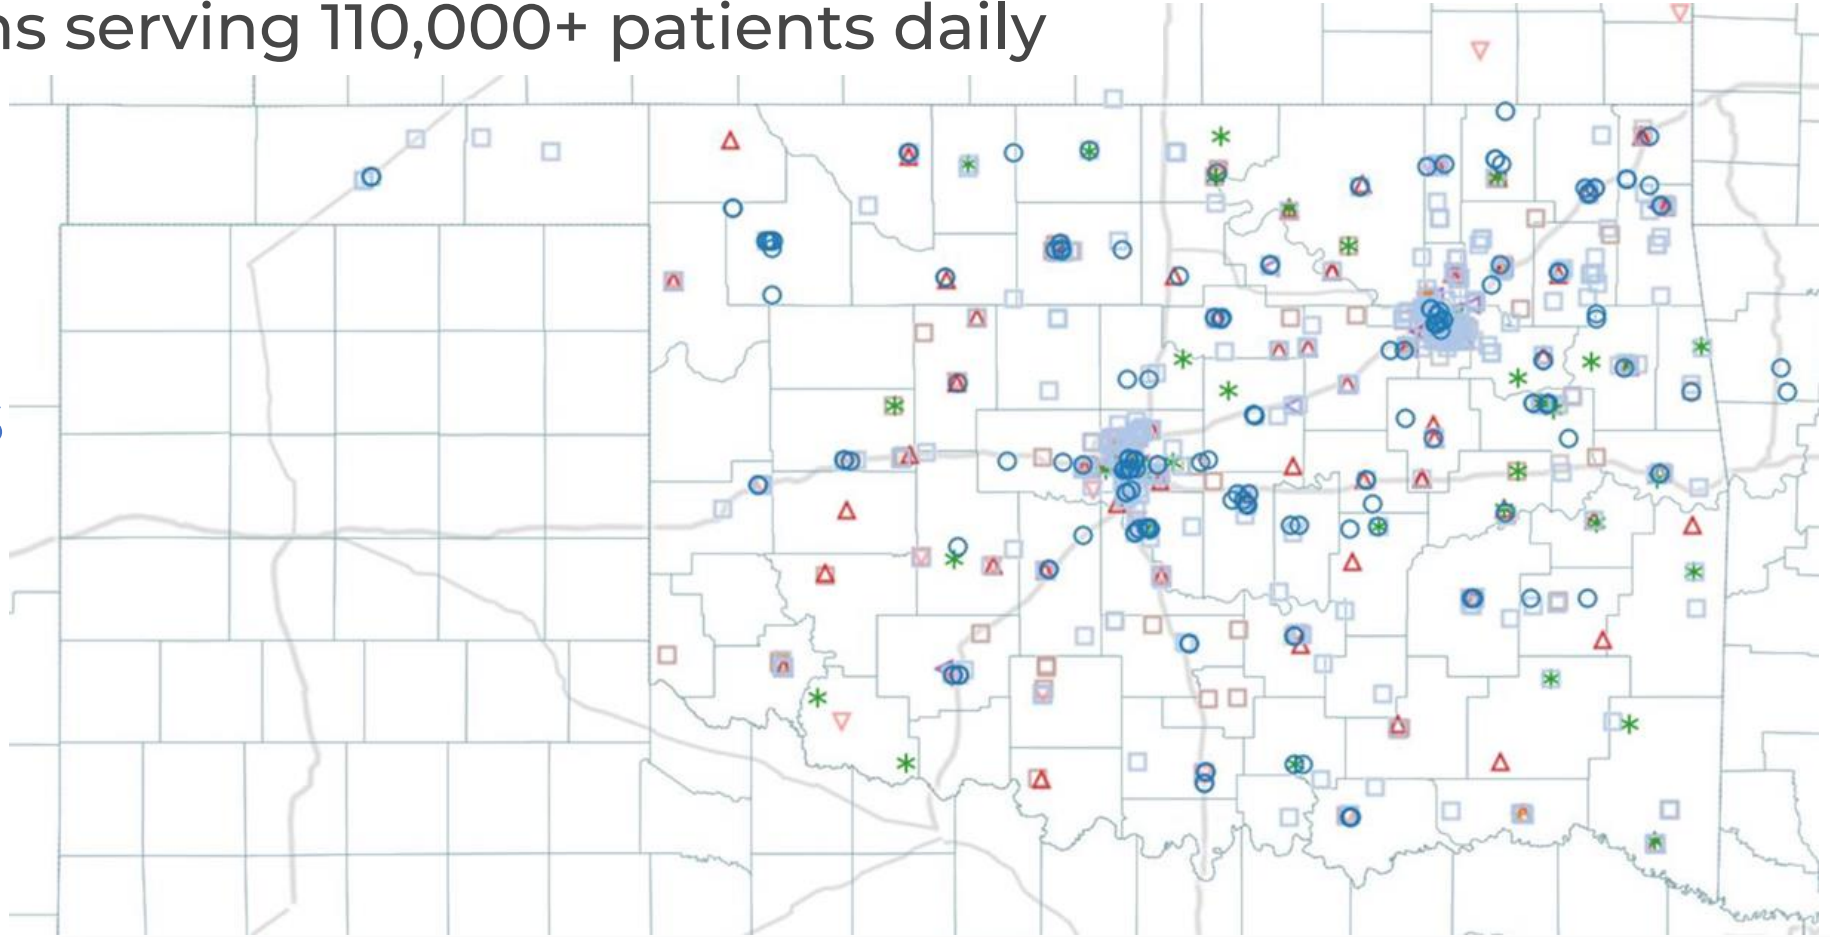 ns serving 110,000+ patients daily